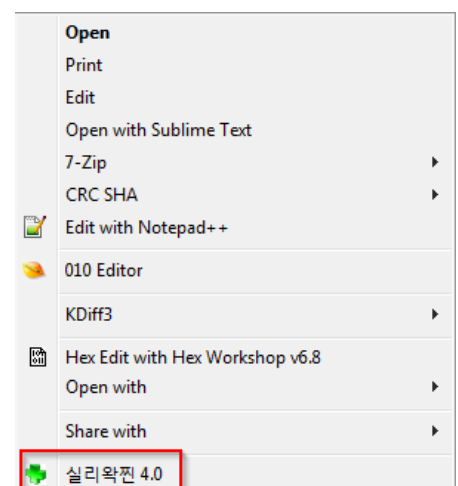 Open
Print
Edit
Open with Sublime Text
7-Zip
CRC SHA
Edit with Notepad++
010 Editor
KDiff3
Hex Edit with Hex Workshop v6.8
Open with
Share with
실리왁찐 4.0